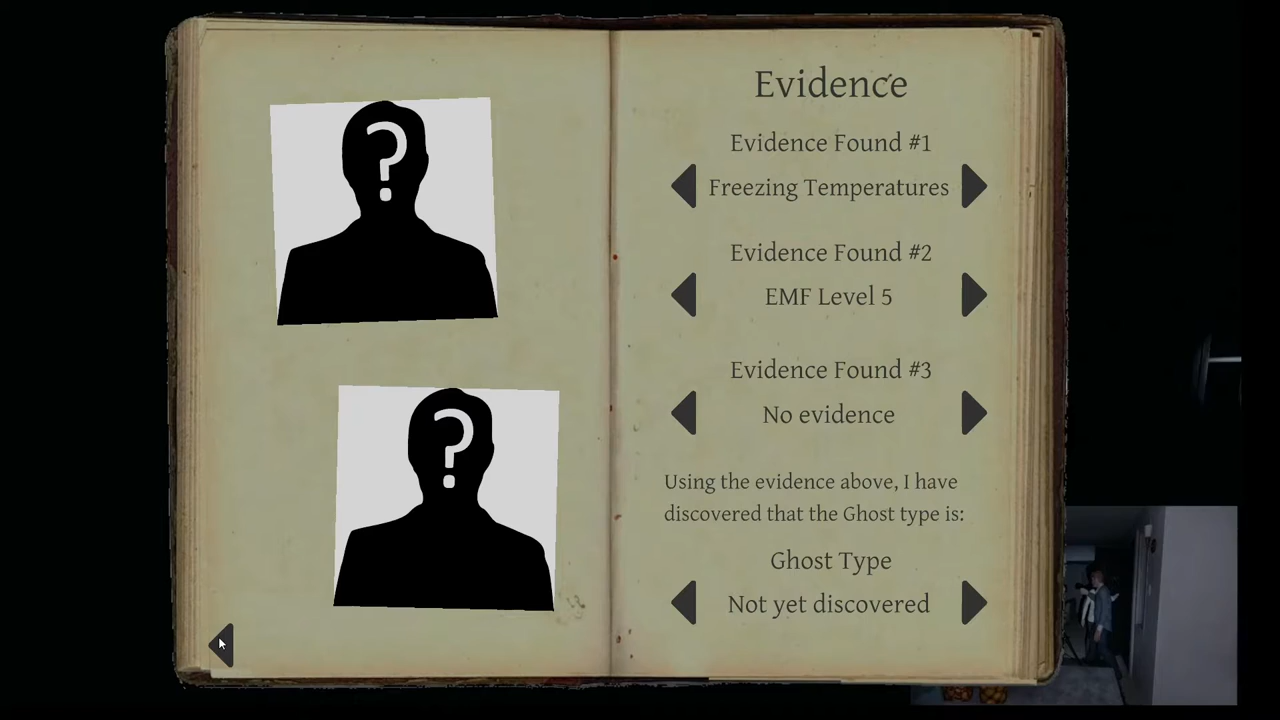 ?
?
Evidence
Evidence Found #1
Freezing Temperatures
Evidence Found #2
EMF Level 5
Evidence Found #3
No evidence
Using the evidence above, I have
discovered that the Ghost type is:
Ghost Type
Not yet discovered